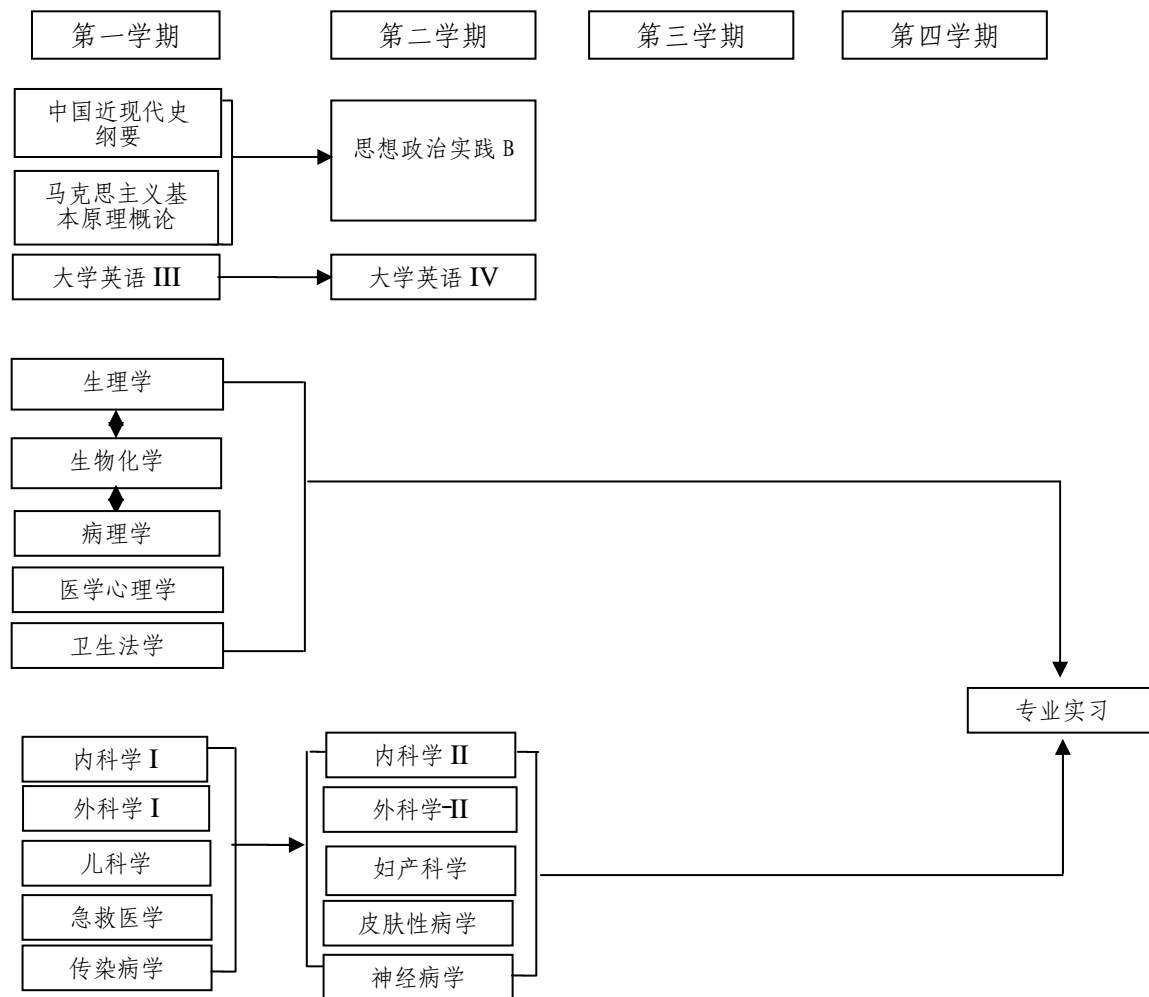 第一学期
第二学期
第三学期
第四学期
中国近现代史
纲要
思想政治实践 B
马克思主义基
本原理概论
大学英语 III
大学英语 IV
生理学
生物化学
病理学
医学心理学
卫生法学
专业实习
内科学 I
内科学 II
外科学 I
外科学-II
儿科学
妇产科学
急救医学
皮肤性病学
传染病学
神经病学